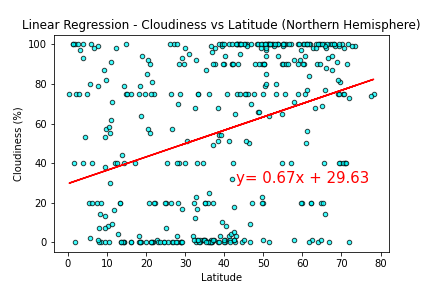 Linear Regression - Cloudiness vs Latitude (Northern Hemisphere)
100
80
60
40
20
0
Cloudiness (%)
y= 0.67x + 29.63
0 10 20 30 40 50 60 70 80
Latitude